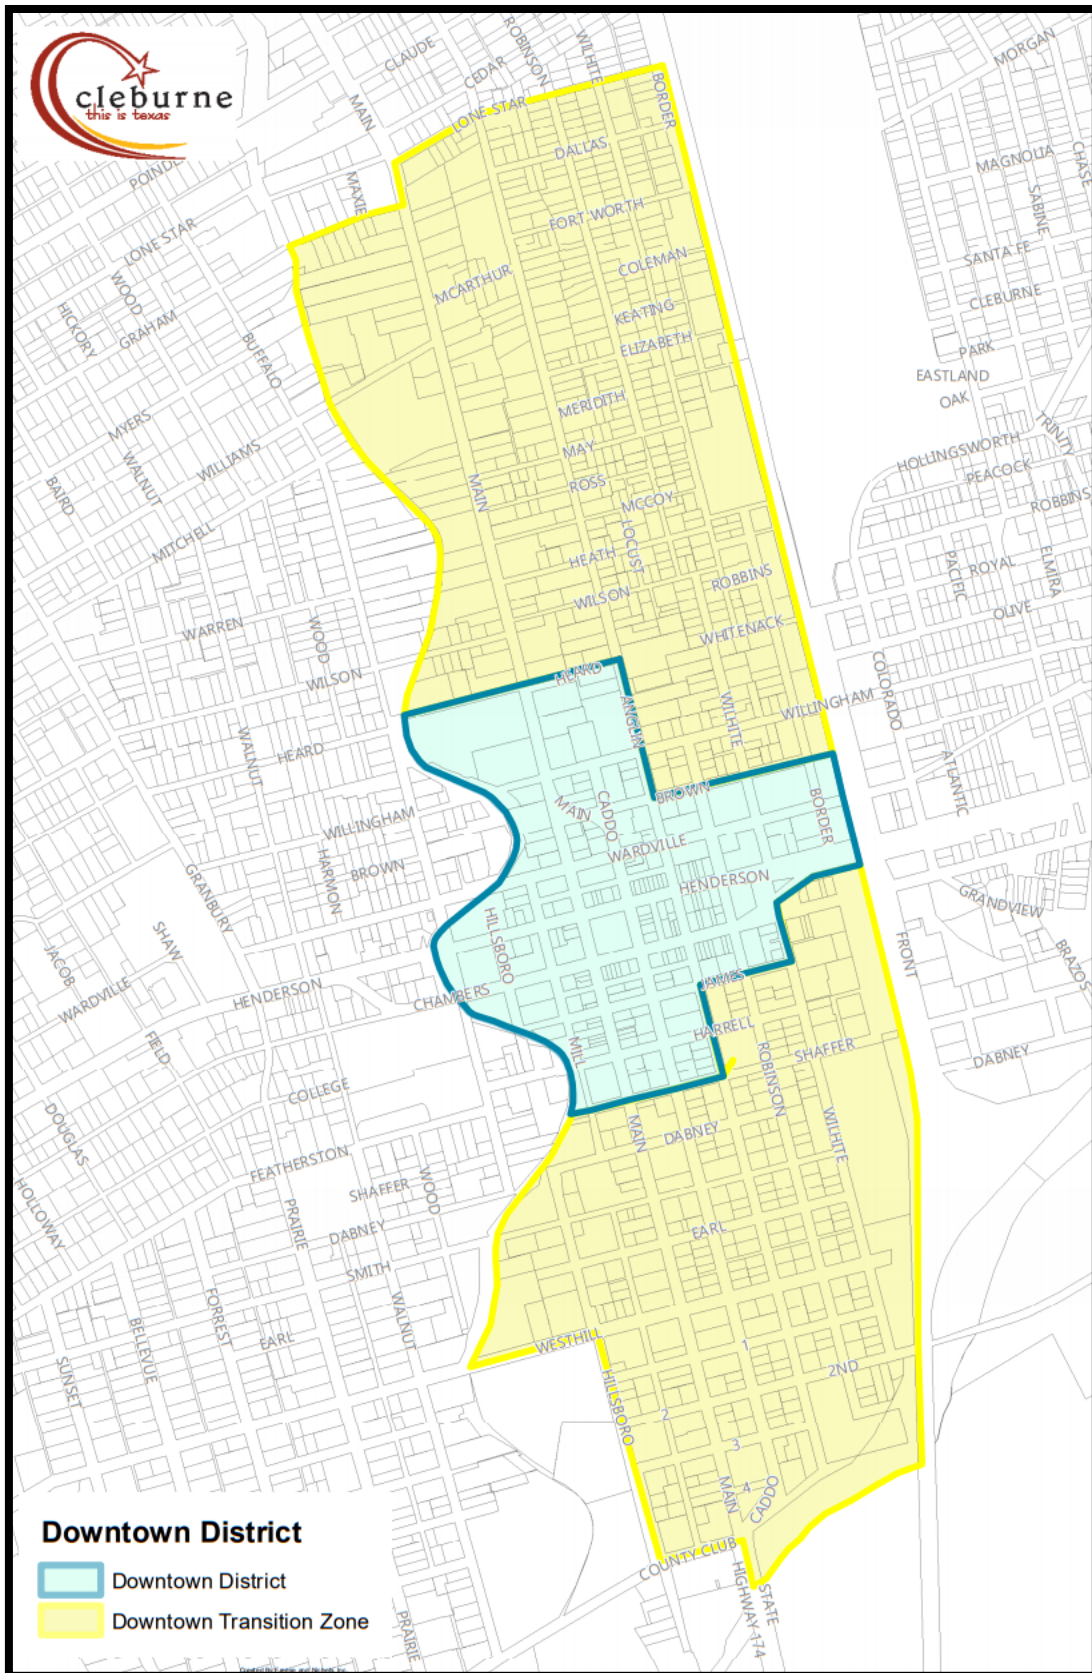 cleburne
this is texas
CLAUDE
CEDAR
ROBINSON
WILHITE
MORGAN
MAIN
LONE STAR
BORDER
DALLAS
MAGNOLIA
CHASE
MAXIE
SABINE
FORT WORTH
LONE STAR
COLEMAN
SANTA FE
WOOD
MCARTHUR
CLEBURNE
HICKORY
GRAHAM
KEATING
BUFFALO
ELIZABETH
PARK
EASTLAND
OAK
MYERS
MERIDITH
TRINITY
WALNUT
WILLIAMS
MAY
HOLLINGSWORTH
PEACOCK
BAIRD
MAIN
ROSS
MCCOY
ROBBINS
MITCHELL
LOCUST
HEATH
ROBBINS
PACIFIC
ROYAL
ELMIRA
WILSON
OLIVE
WARREN
WOOD
WHITENACK
WILSON
HEARD
COLORADO
WALNUT
ANGLIN
WILHITE
WILLINGHAM
HEARD
ATLANTIC
BROWN
MAIN
CADDO
BORDER
WILLINGHAM
WARDVILLE
HARMON
BROWN
GRANBURY
HENDERSON
GRANDVIEW
SHAW
HILLSBORO
FRONT
BRAZOS
JACOB
WARDVILLE
HENDERSON
CHAMBERS
JAMES
FIELD
MILL
HARRELL
ROBINSON
SHAFFER
DABNEY
COLLEGE
DOUGLAS
MAIN
DABNEY
WILHITE
FEATHERSTON
HOLLOWAY
SHAFFER
WOOD
PRAIRIE
DABNEY
EARL
SMITH
FORREST
WALNUT
BELLEVUE
EARL
WESTHILL
1
SUNSET
HILLSBORO
2ND
2
3
MAIN
4
CADDO
Downtown District
COUNTY CLUB
Downtown District
HIGHWAY 174
STATE
Downtown Transition Zone
PRAIRIE